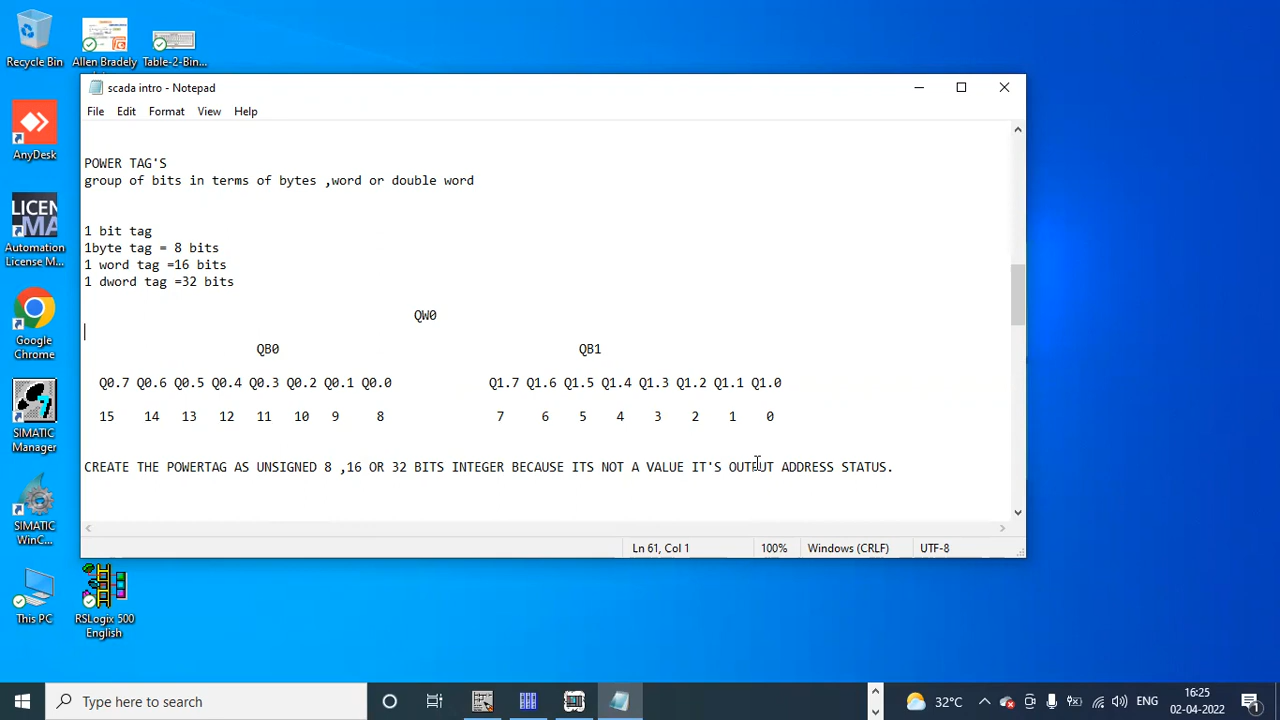 Recycle Bin
Allen Bradely
Table-2-Bin...
AnyDesk
LICEN
MA
Automation
License M...
Google
Chrome
SIMATIC
Manager
SIMATIC
WinC...
This PC
RSLogix 500
English
scada intro - Notepad
File Edit Format View Help
POWER TAG'S
group of bits in terms of bytes ,word or double word
1 bit tag
1byte tag = 8 bits
1 word tag =16 bits
1 dword tag =32 bits
QW0
QB0 QB1
Q0.7 Q0.6 Q0.5 Q0.4 Q0.3 Q0.2 Q0.1 Q0.0 Q1.7 Q1.6 Q1.5 Q1.4 Q1.3 Q1.2 Q1.1 Q1.0
15 14 13 12 11 10 9 8 7 6 5 4 3 2 1 0
CREATE THE POWERTAG AS UNSIGNED 8 ,16 OR 32 BITS INTEGER BECAUSE ITS NOT A VALUE IT'S OUTPUT ADDRESS STATUS.
Ln 61, Col 1 100% Windows (CRLF) UTF-8
Type here to search
32°C ENG
16:25
02-04-2022
1